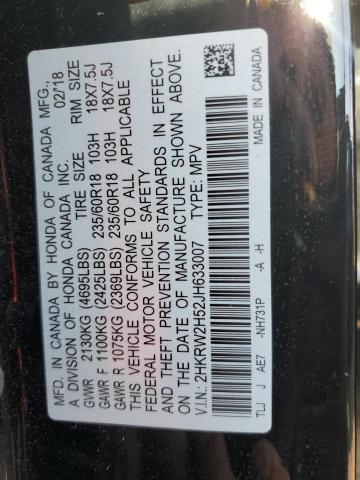 MFD. IN CANADA BY HONDA OF CANADA MFG.,
A DIVISION OF HONDA CANADA INC. 02/18
TIRE SIZE RIM SIZE
GVWR 2130KG (4695LBS)
GAWR F 1100KG (2425LBS) 235/60R18 103H 18X7.5J
GAWR R 1075KG (2369LBS) 235/60R18 103H 18X7.5J
THIS VEHICLE CONFORMS TO ALL APPLICABLE
FEDERAL MOTOR VEHICLE SAFETY
AND THEFT PREVENTION STANDARDS IN EFFECT
ON THE DATE OF MANUFACTURE SHOWN ABOVE.
V.I.N.: 2HKRW2H52JH633007 TYPE: MPV
TLJ J AE7 -NH731P -A -H MADE IN CANADA